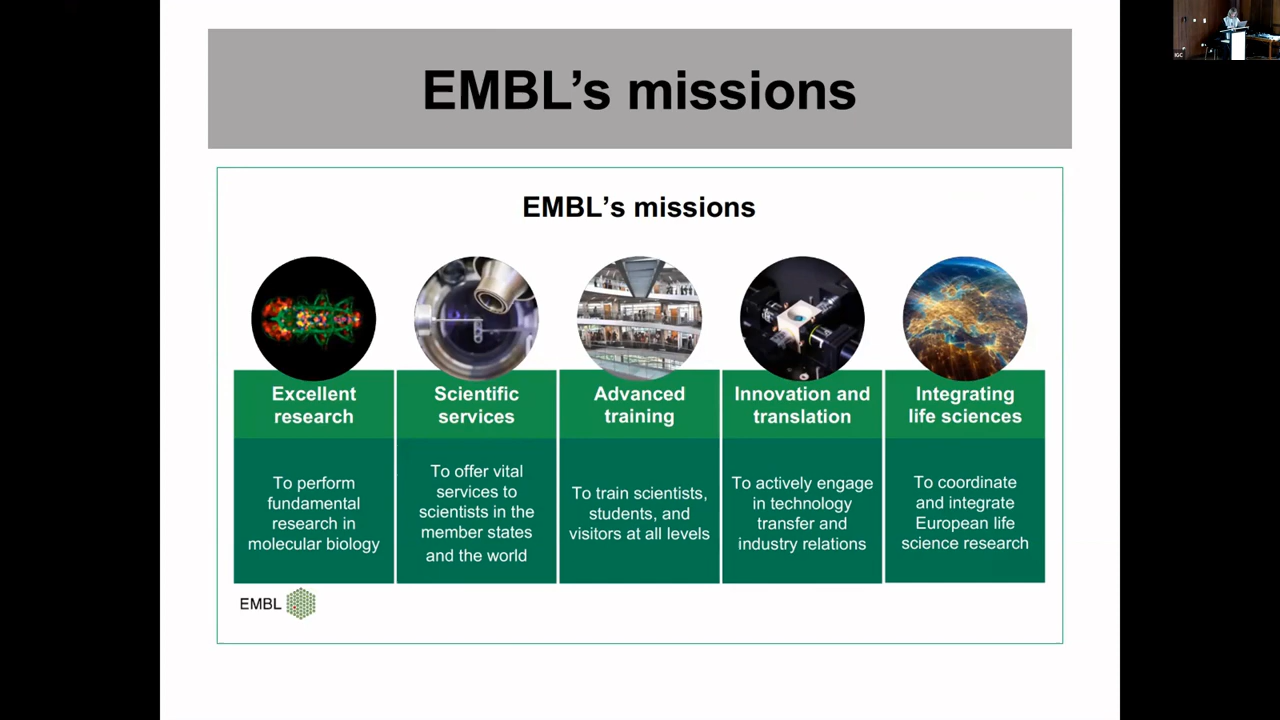 EMBL's missions
EMBL's missions
Excellent
research
To perform
fundamental
research in
molecular biology
Scientific
services
To offer vital
services to
scientists in the
member states
and the world
Advanced
training
To train scientists,
students, and
visitors at all levels
Innovation and
translation
To actively engage
in technology
transfer and
industry relations
Integrating
life sciences
To coordinate
and integrate
European life
science research
EMBL
IGC